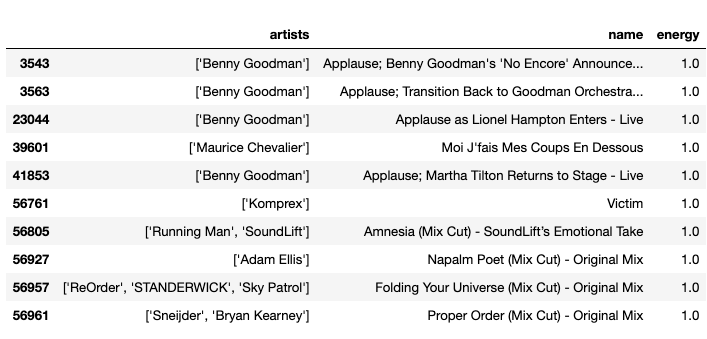 artists name energy
3543 ['Benny Goodman'] Applause; Benny Goodman's 'No Encore' Announce... 1.0
3563 ['Benny Goodman'] Applause; Transition Back to Goodman Orchestra... 1.0
23044 ['Benny Goodman'] Applause as Lionel Hampton Enters - Live 1.0
39601 ['Maurice Chevalier'] Moi J'fais Mes Coups En Dessous 1.0
41853 ['Benny Goodman'] Applause; Martha Tilton Returns to Stage - Live 1.0
56761 ['Komprex'] Victim 1.0
56805 ['Running Man', 'SoundLift'] Amnesia (Mix Cut) - SoundLift's Emotional Take 1.0
56927 ['Adam Ellis'] Napalm Poet (Mix Cut) - Original Mix 1.0
56957 ['ReOrder', 'STANDERWICK', 'Sky Patrol'] Folding Your Universe (Mix Cut) - Original Mix 1.0
56961 ['Sneijder', 'Bryan Kearney'] Proper Order (Mix Cut) - Original Mix 1.0